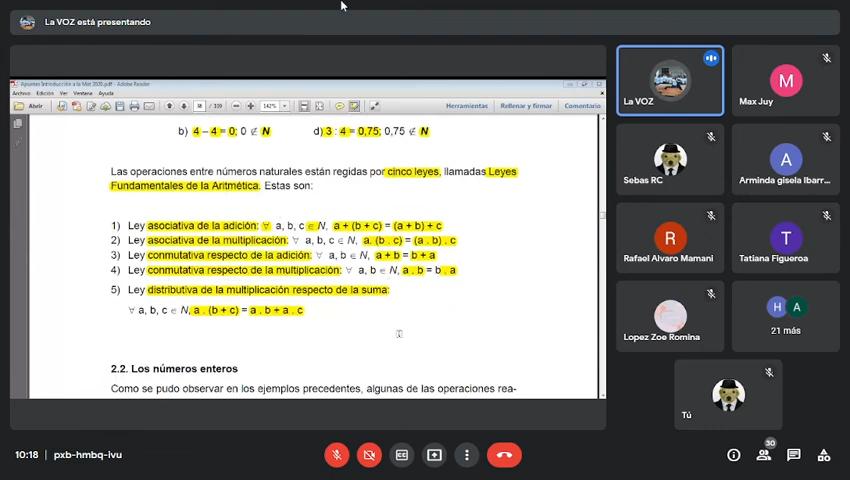 La VOZ está presentando
Apuntes Introducción a la Mat 2020.pdf - Adobe Reader
Archivo Edición Ver Ventana Ayuda
Abrir
38 / 109
142%
Herramientas
Rellenar y firmar
Comentario
b) 4 – 4 = 0; 0 ∉ N d) 3 : 4 = 0,75; 0,75 ∉ N
Las operaciones entre números naturales están regidas por cinco leyes, llamadas Leyes
Fundamentales de la Aritmética. Estas son:
1) Ley asociativa de la adición: ∀ a, b, c ∈ N, a + (b + c) = (a + b) + c
2) Ley asociativa de la multiplicación: ∀ a, b, c ∈ N, a. (b . c) = (a . b) . c
3) Ley conmutativa respecto de la adición: ∀ a, b ∈ N, a + b = b + a
4) Ley conmutativa respecto de la multiplicación: ∀ a, b ∈ N, a . b = b . a
5) Ley distributiva de la multiplicación respecto de la suma:
∀ a, b, c ∈ N, a . (b + c) = a . b + a . c
2.2. Los números enteros
Como se pudo observar en los ejemplos precedentes, algunas de las operaciones rea-
La VOZ
M
Max Juy
Sebas RC
A
Arminda gisela Ibarr...
R
Rafael Alvaro Mamani
T
Tatiana Figueroa
Lopez Zoe Romina
H A
21 más
Tú
10:18 | pxb-hmbq-ivu
30